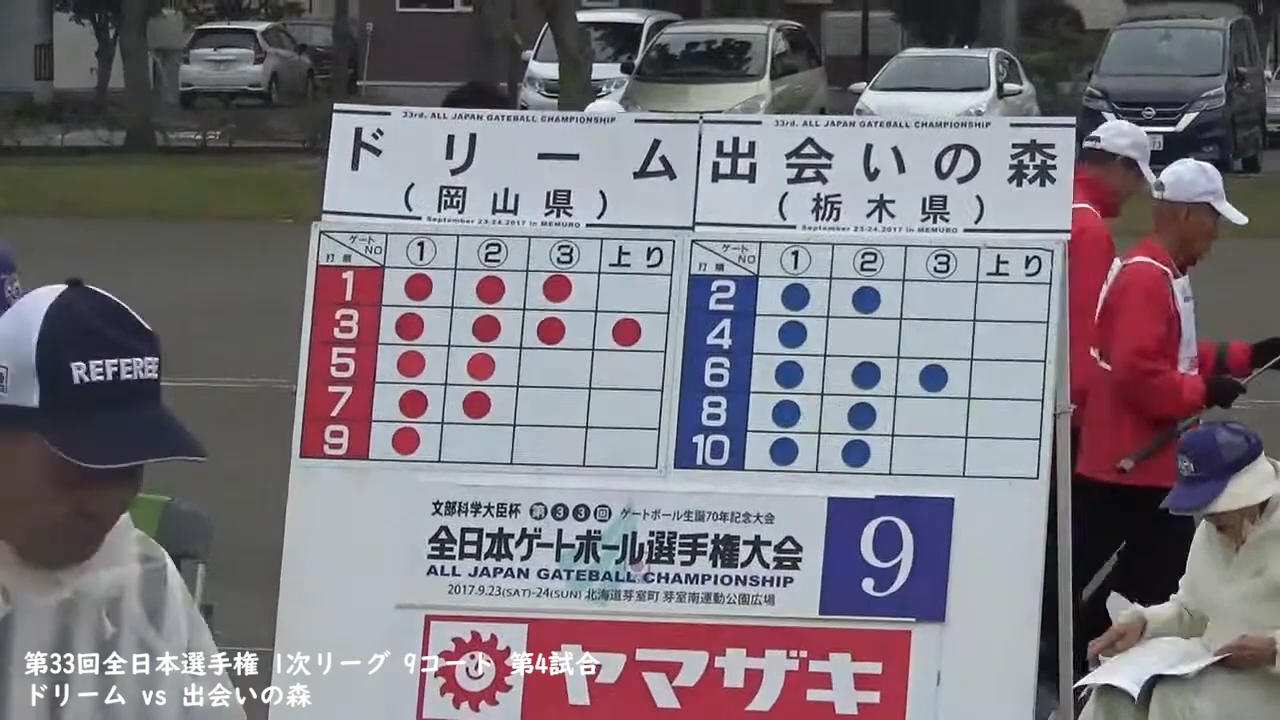 33rd. ALL JAPAN GATEBALL CHAMPIONSHIP
ドリーム
(岡山県)
September 23-24.2017 in MEMURO
33rd. ALL JAPAN GATEBALL CHAMPIONSHIP
出会いの森
(栃木県)
September 23-24.2017 in MEMURO
ゲートNO 打順 ① ② ③ 上り
1
3
5
7
9
ゲートNO 打順 ① ② ③ 上り
2
4
6
8
10
REFEREE
文部科学大臣杯 第33回 ゲートボール生誕70年記念大会
全日本ゲートボール選手権大会
ALL JAPAN GATEBALL CHAMPIONSHIP
2017.9.23(SAT)-24(SUN) 北海道芽室町 芽室南運動公園広場
9
ヤマザキ
第33回全日本選手権 1次リーグ 9コート 第4試合
ドリーム vs 出会いの森